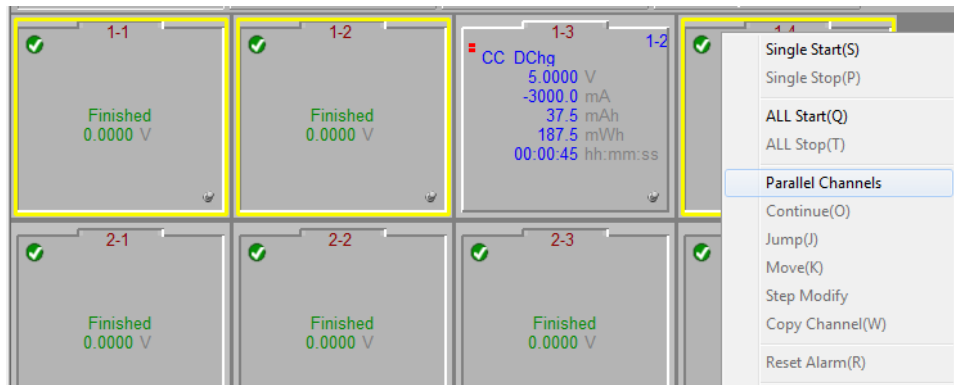 1-1
Finished
0.0000 V
1-2
Finished
0.0000 V
1-3
1-2
CC DChg
5.0000 V
-3000.0 mA
37.5 mAh
187.5 mWh
00:00:45 hh:mm:ss
1-4
Single Start(S)
Single Stop(P)
ALL Start(Q)
ALL Stop(T)
Parallel Channels
Continue(O)
Jump(J)
Move(K)
Step Modify
Copy Channel(W)
Reset Alarm(R)
2-1
Finished
0.0000 V
2-2
Finished
0.0000 V
2-3
Finished
0.0000 V